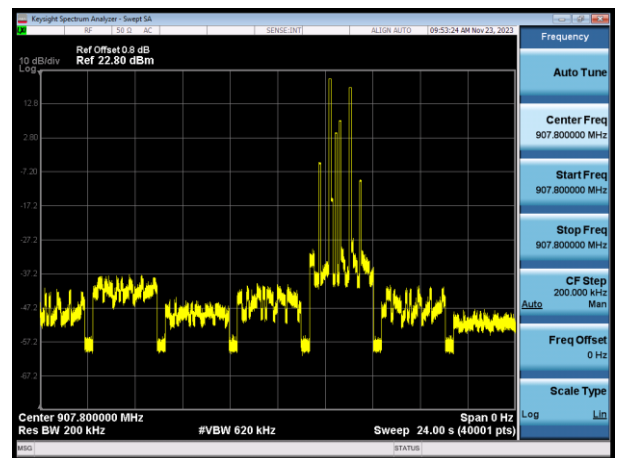 Keysight Spectrum Analyzer - Swept SA
RF 50 Ω AC SENSE:INT ALIGN AUTO 09:53:24 AM Nov 23, 2023
Ref Offset 0.8 dB
10 dB/div Ref 22.80 dBm
Log
12.8
2.80
-7.20
-17.2
-27.2
-37.2
-47.2
-57.2
-67.2
Center 907.800000 MHz Span 0 Hz
Res BW 200 kHz #VBW 620 kHz Sweep 24.00 s (40001 pts)
MSG STATUS
Frequency
Auto Tune
Center Freq
907.800000 MHz
Start Freq
907.800000 MHz
Stop Freq
907.800000 MHz
CF Step
200.000 kHz
Auto Man
Freq Offset
0 Hz
Scale Type
Log Lin